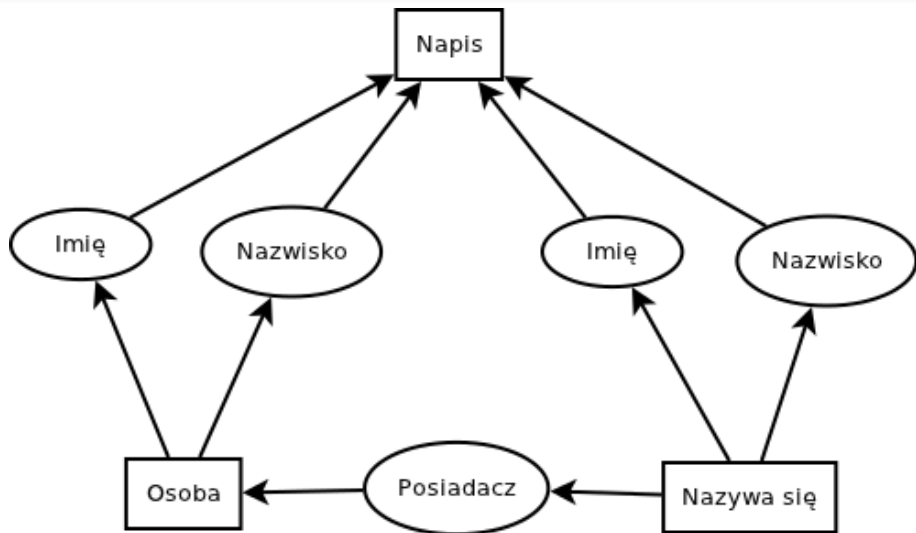 Napis
Imię
Nazwisko
Imię
Nazwisko
Osoba
Posiadacz
Nazywa się